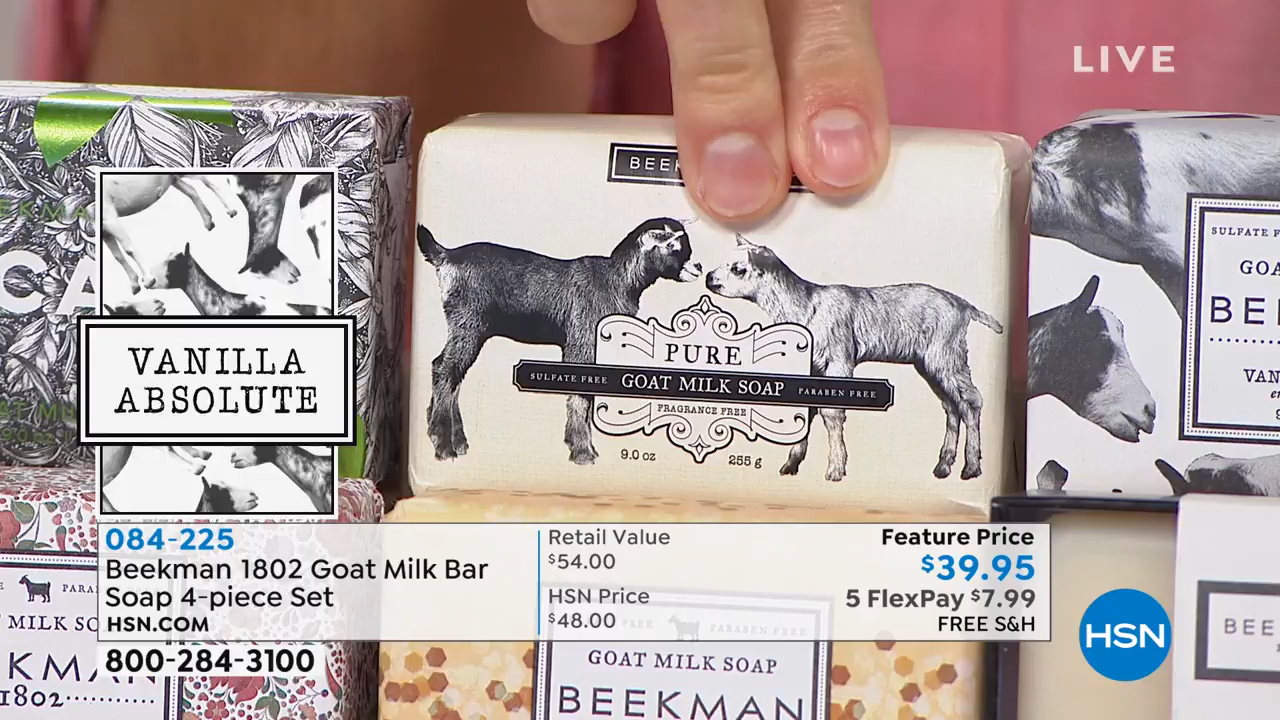 LIVE
BEEK
PURE
SULFATE FREE GOAT MILK SOAP PARABEN FREE
FRAGRANCE FREE
9.0 oz 255 g
SULFATE F
GOA
BE
VAN
VANILLA
ABSOLUTE
084-225
Beekman 1802 Goat Milk Bar
Soap 4-piece Set
HSN.COM
800-284-3100
Retail Value
$54.00
HSN Price
$48.00
Feature Price
$39.95
5 FlexPay $7.99
FREE S&H
HSN
MILK SO
KMAN
1802
PARABEN FREE
GOAT MILK SOAP
BEEKMAN
BEE